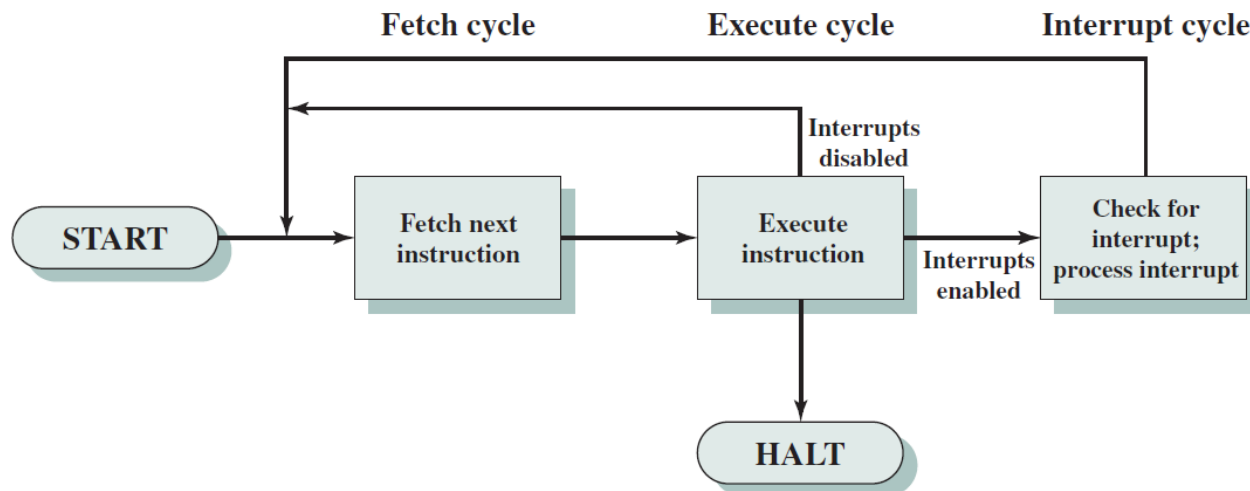 Fetch cycle
Execute cycle
Interrupt cycle
Interrupts
disabled
START
Fetch next
instruction
Execute
instruction
Interrupts
enabled
Check for
interrupt;
process interrupt
HALT